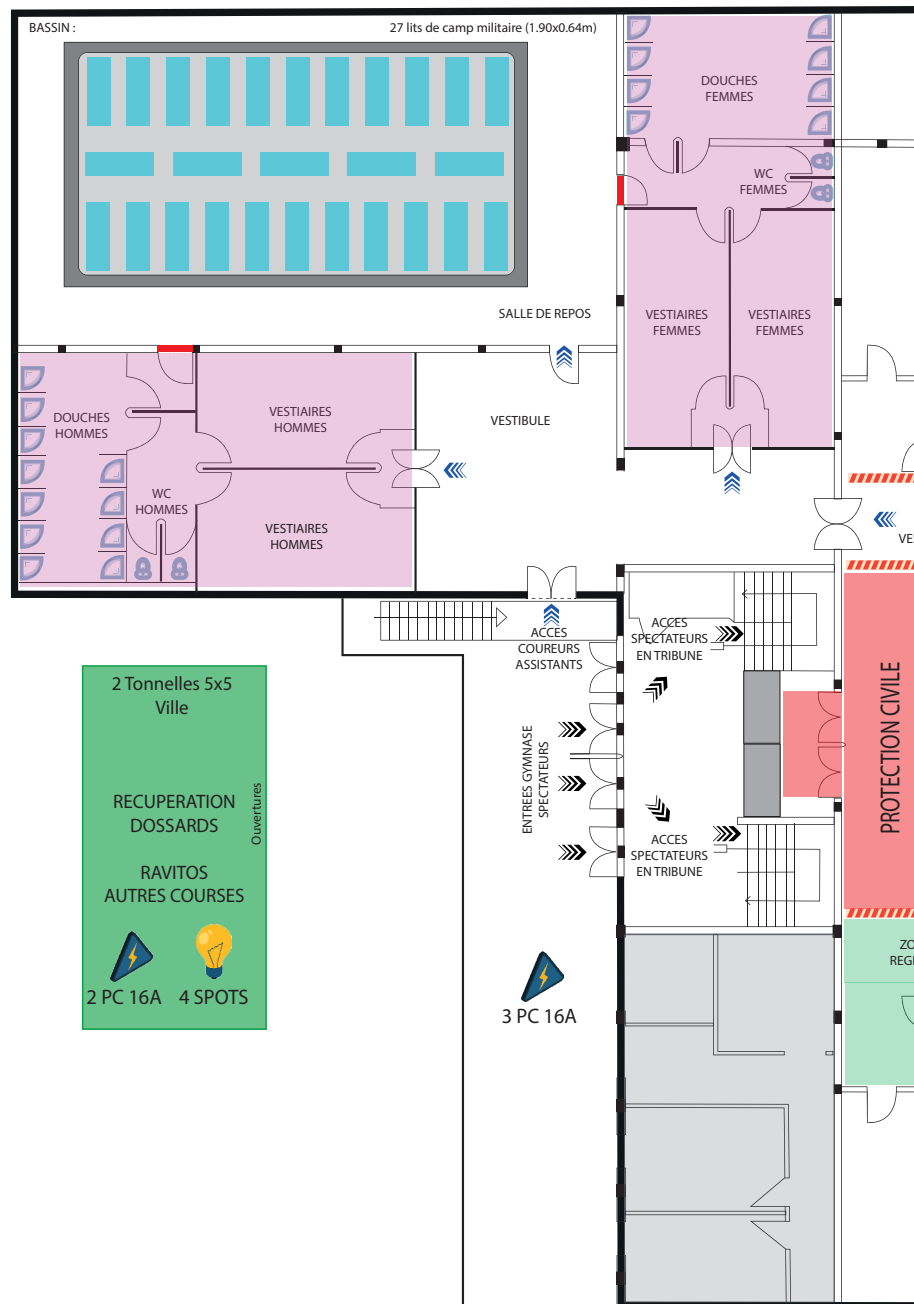 BASSIN :
27 lits de camp militaire (1.90x0.64m)
DOUCHES
FEMMES
WC
FEMMES
VESTIAIRES
FEMMES
VESTIAIRES
FEMMES
SALLE DE REPOS
DOUCHES
HOMMES
VESTIAIRES
HOMMES
VESTIBULE
WC
HOMMES
VESTIAIRES
HOMMES
VES
ACCES
COUREURS
ASSISTANTS
ACCES
SPECTATEURS
EN TRIBUNE
2 Tonnelles 5x5
Ville
Ouvertures
RECUPERATION
DOSSARDS
RAVITOS
AUTRES COURSES
2 PC 16A
4 SPOTS
ENTREES GYMNASE
SPECTATEURS
PROTECTION CIVILE
ACCES
SPECTATEURS
EN TRIBUNE
3 PC 16A
ZO
REGI